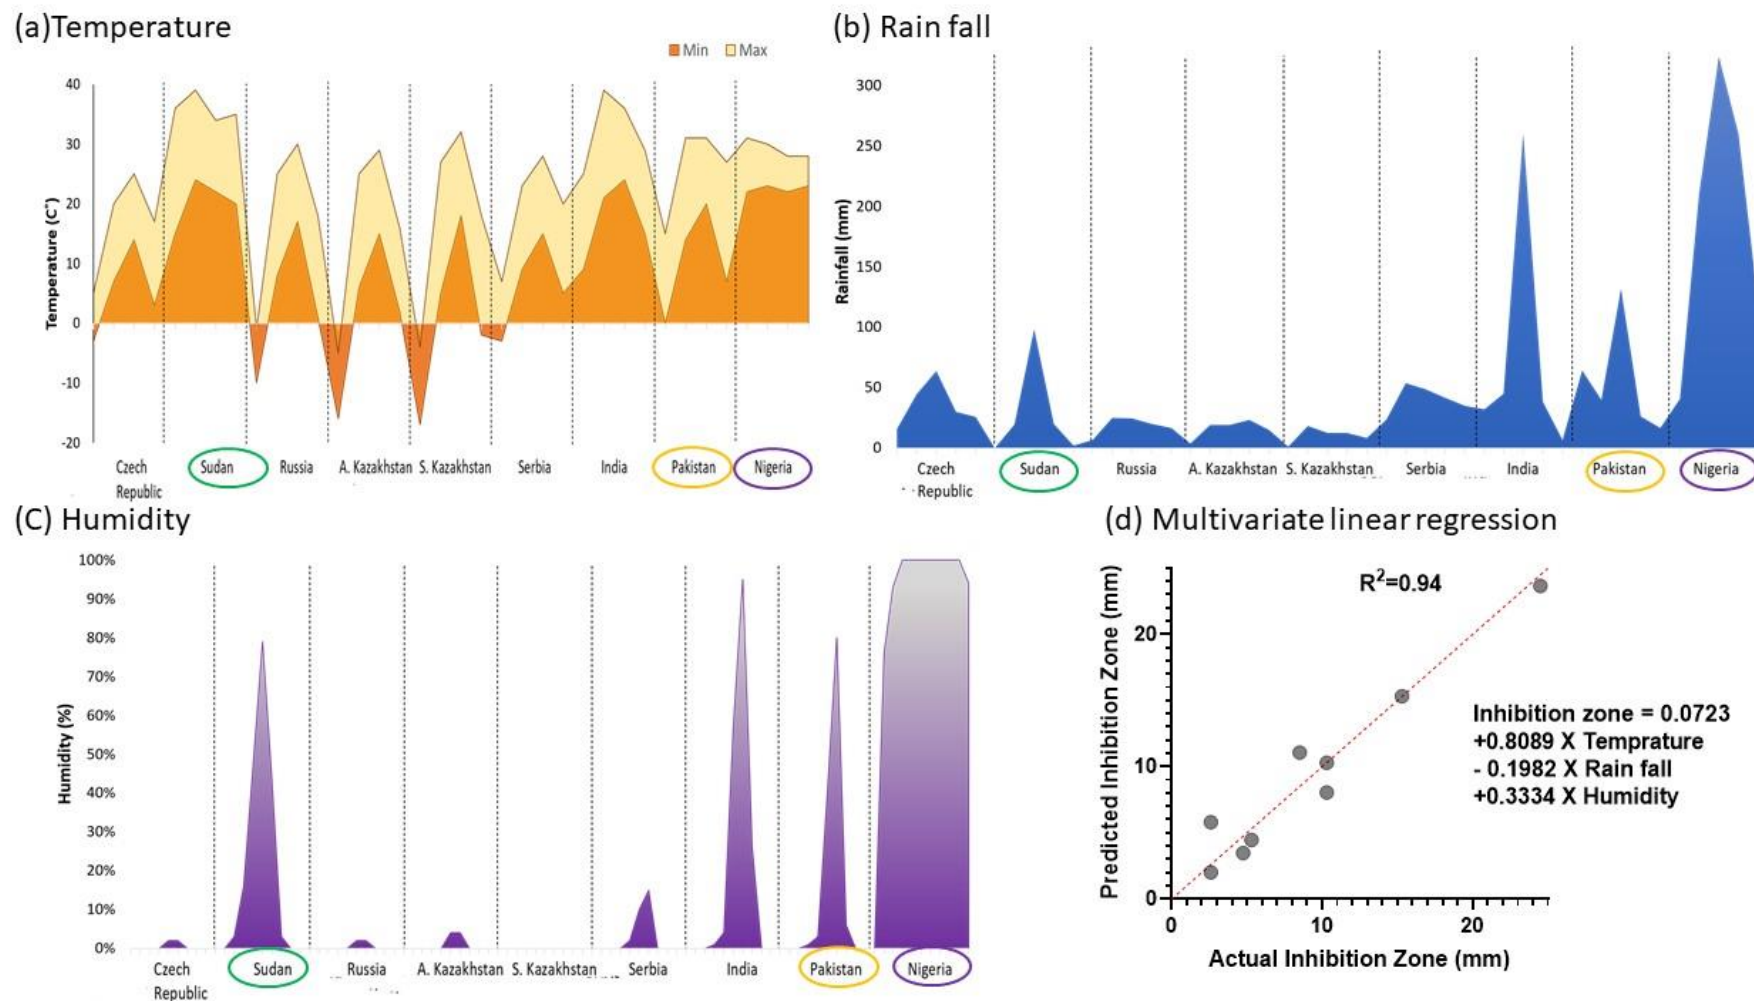 (a)Temperature
Min Max
Temperature (C˚)
40
30
20
10
0
-10
-20
Czech Republic
Sudan
Russia
A. Kazakhstan
S. Kazakhstan
Serbia
India
Pakistan
Nigeria
(b) Rain fall
Rainfall (mm)
300
250
200
150
100
50
0
Czech
Republic
Sudan
Russia
A. Kazakhstan
S. Kazakhstan
Serbia
India
Pakistan
Nigeria
(C) Humidity
Humidity (%)
100%
90%
80%
70%
60%
50%
40%
30%
20%
10%
0%
Czech
Republic
Sudan
Russia
A. Kazakhstan
S. Kazakhstan
Serbia
India
Pakistan
Nigeria
(d) Multivariate linear regression
Predicted Inhibition Zone (mm)
20
10
0
R²=0.94
Inhibition zone = 0.0723
+0.8089 X Temprature
- 0.1982 X Rain fall
+0.3334 X Humidity
0 10 20
Actual Inhibition Zone (mm)